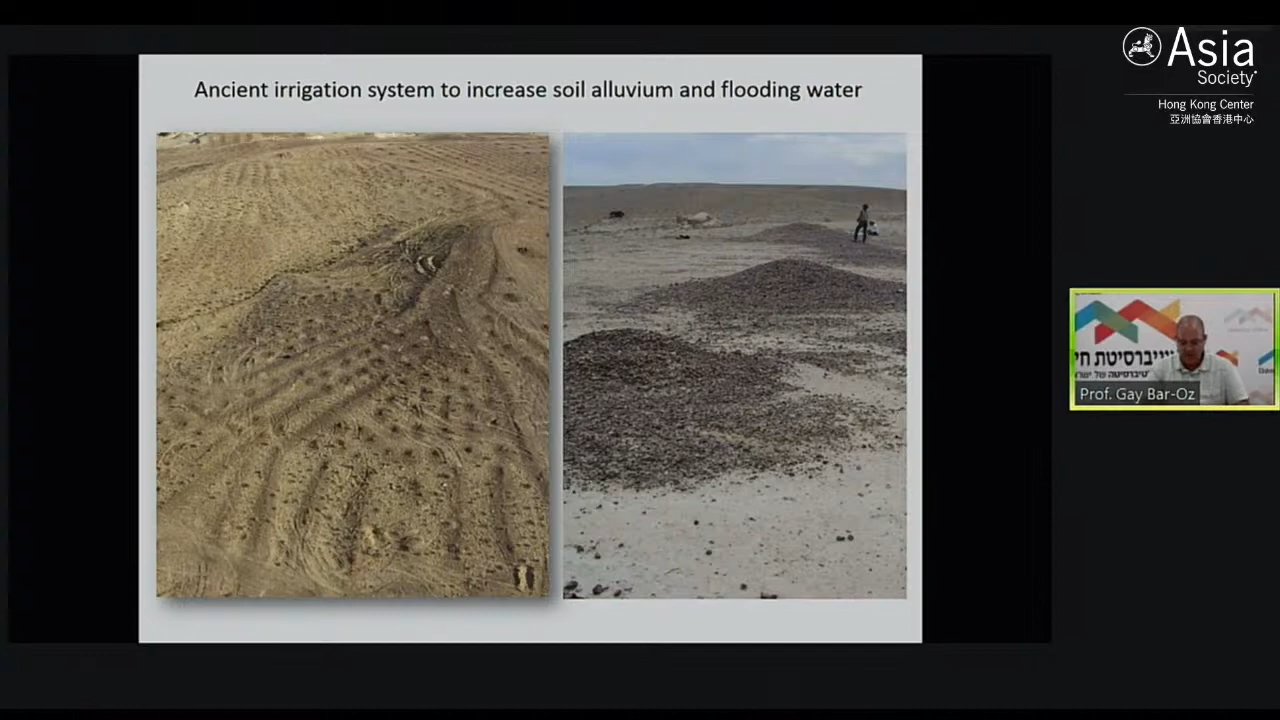 Ancient irrigation system to increase soil alluvium and flooding water
Asia
Society
Hong Kong Center
亞洲協會香港中心
Prof. Gay Bar-Oz